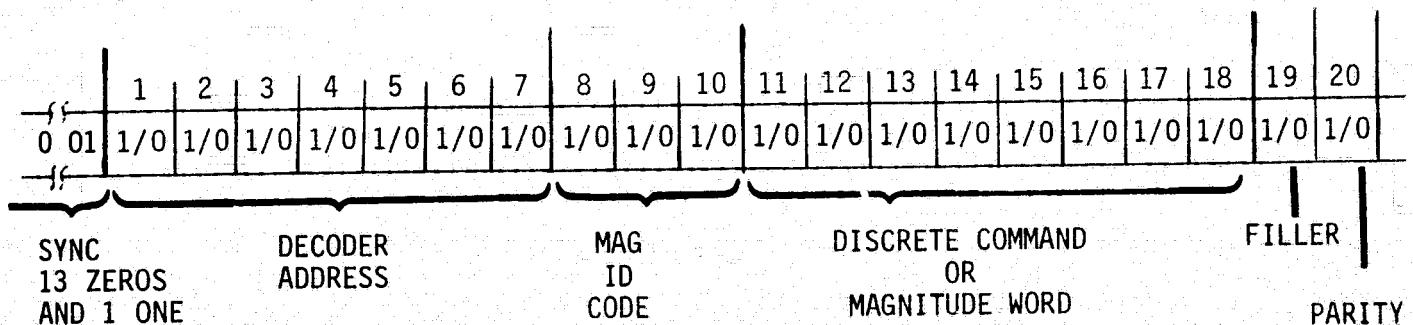 1 2 3 4 5 6 7 8 9 10 11 12 13 14 15 16 17 18 19 20
0 01 1/0 1/0 1/0 1/0 1/0 1/0 1/0 1/0 1/0 1/0 1/0 1/0 1/0 1/0 1/0 1/0 1/0 1/0 1/0 1/0
SYNC
13 ZEROS
AND 1 ONE
DECODER
ADDRESS
MAG
ID
CODE
DISCRETE COMMAND
OR
MAGNITUDE WORD
FILLER
PARITY